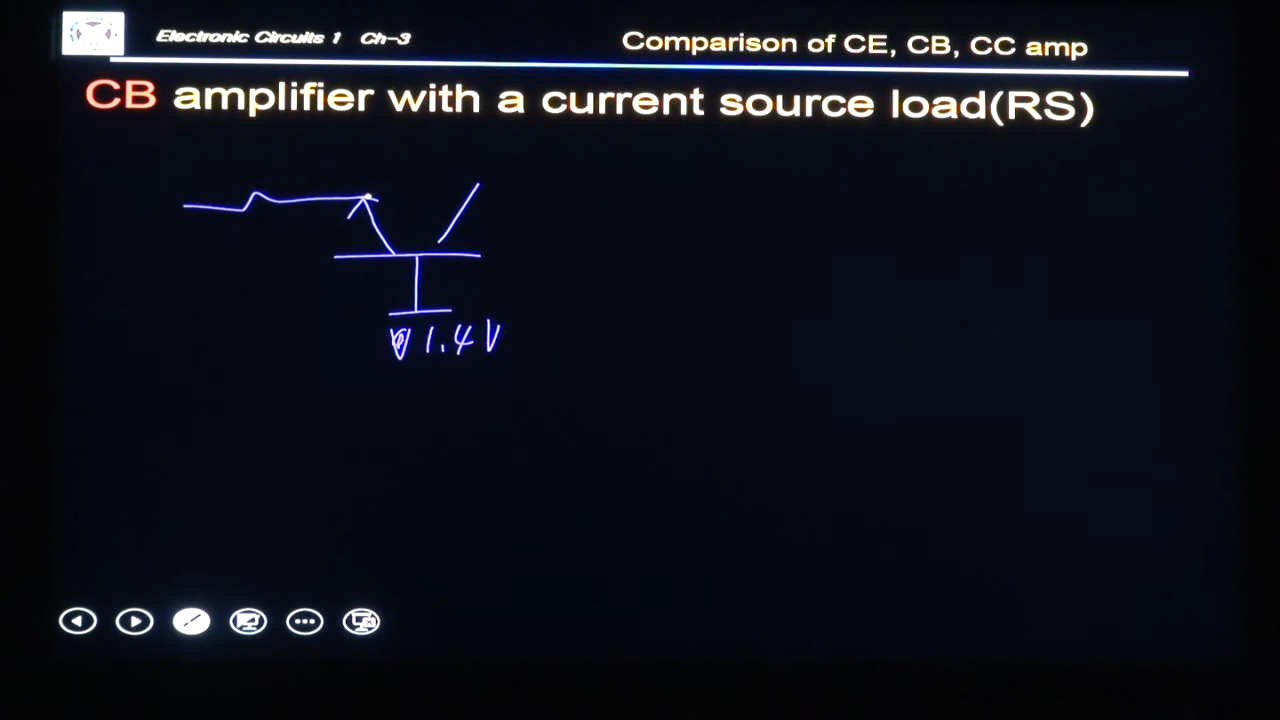 Electronic Circuits 1 Ch-3
Comparison of CE, CB, CC amp
CB amplifier with a current source load(RS)
1.4V